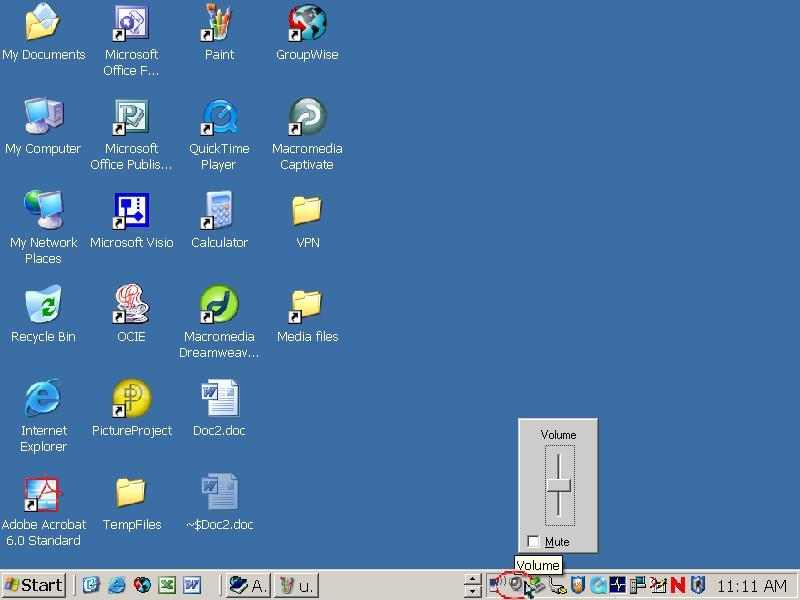 My Documents
Microsoft
Office F...
Paint
GroupWise
My Computer
Microsoft
Office Publis...
QuickTime
Player
Macromedia
Captivate
My Network
Places
Microsoft Visio
Calculator
VPN
Recycle Bin
OCIE
Macromedia
Dreamweav...
Media files
Internet
Explorer
PictureProject
Doc2.doc
Adobe Acrobat
6.0 Standard
TempFiles
~$Doc2.doc
Volume
Mute
Volume
Start
A.
u.
11:11 AM